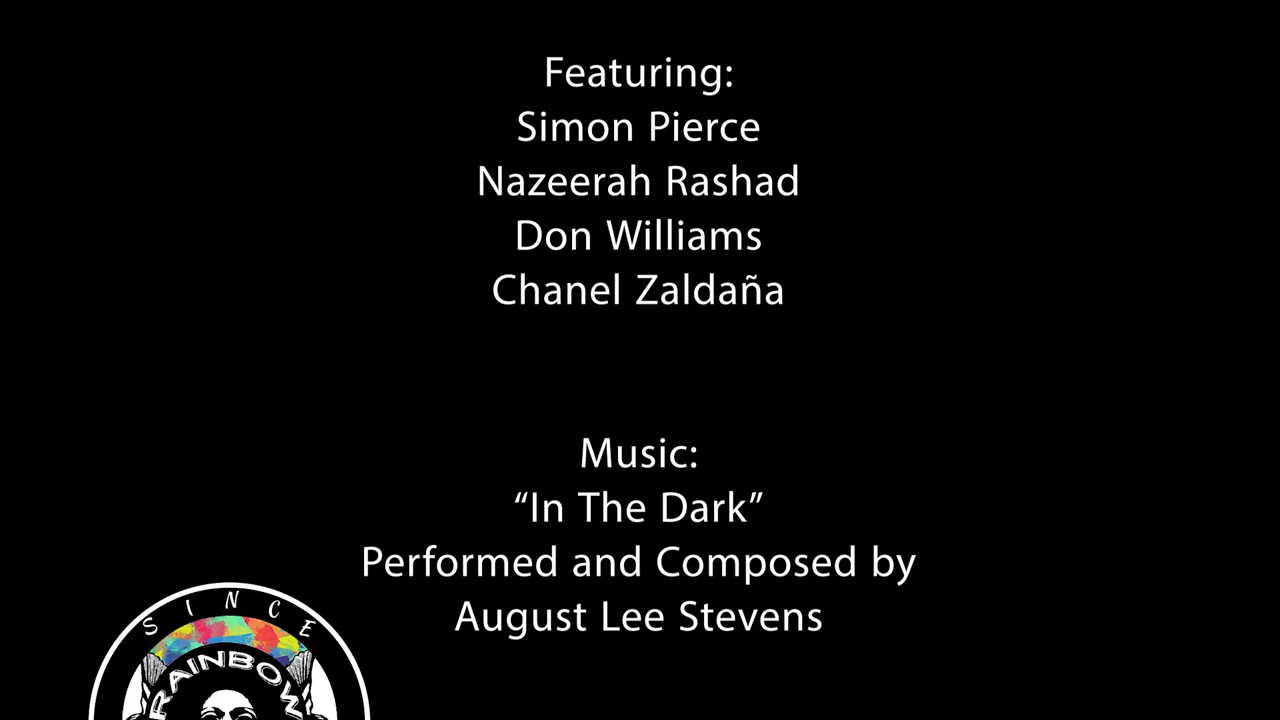 Featuring:
Simon Pierce
Nazeerah Rashad
Don Williams
Chanel Zaldaña
Music:
“In The Dark”
Performed and Composed by
August Lee Stevens
SINCE
RAINBOW